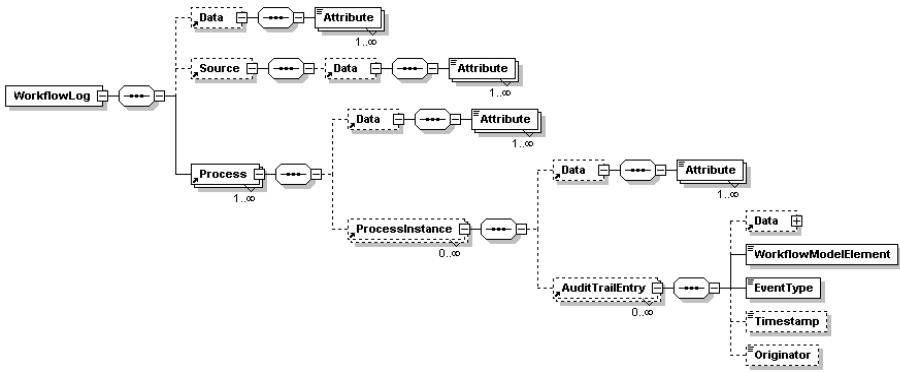 Data
Attribute
1..∞
Source
Data
Attribute
1..∞
WorkflowLog
Data
Attribute
1..∞
Process
1..∞
Data
Attribute
1..∞
ProcessInstance
0..∞
Data
WorkflowModelElement
AuditTrailEntry
0..∞
EventType
Timestamp
Originator